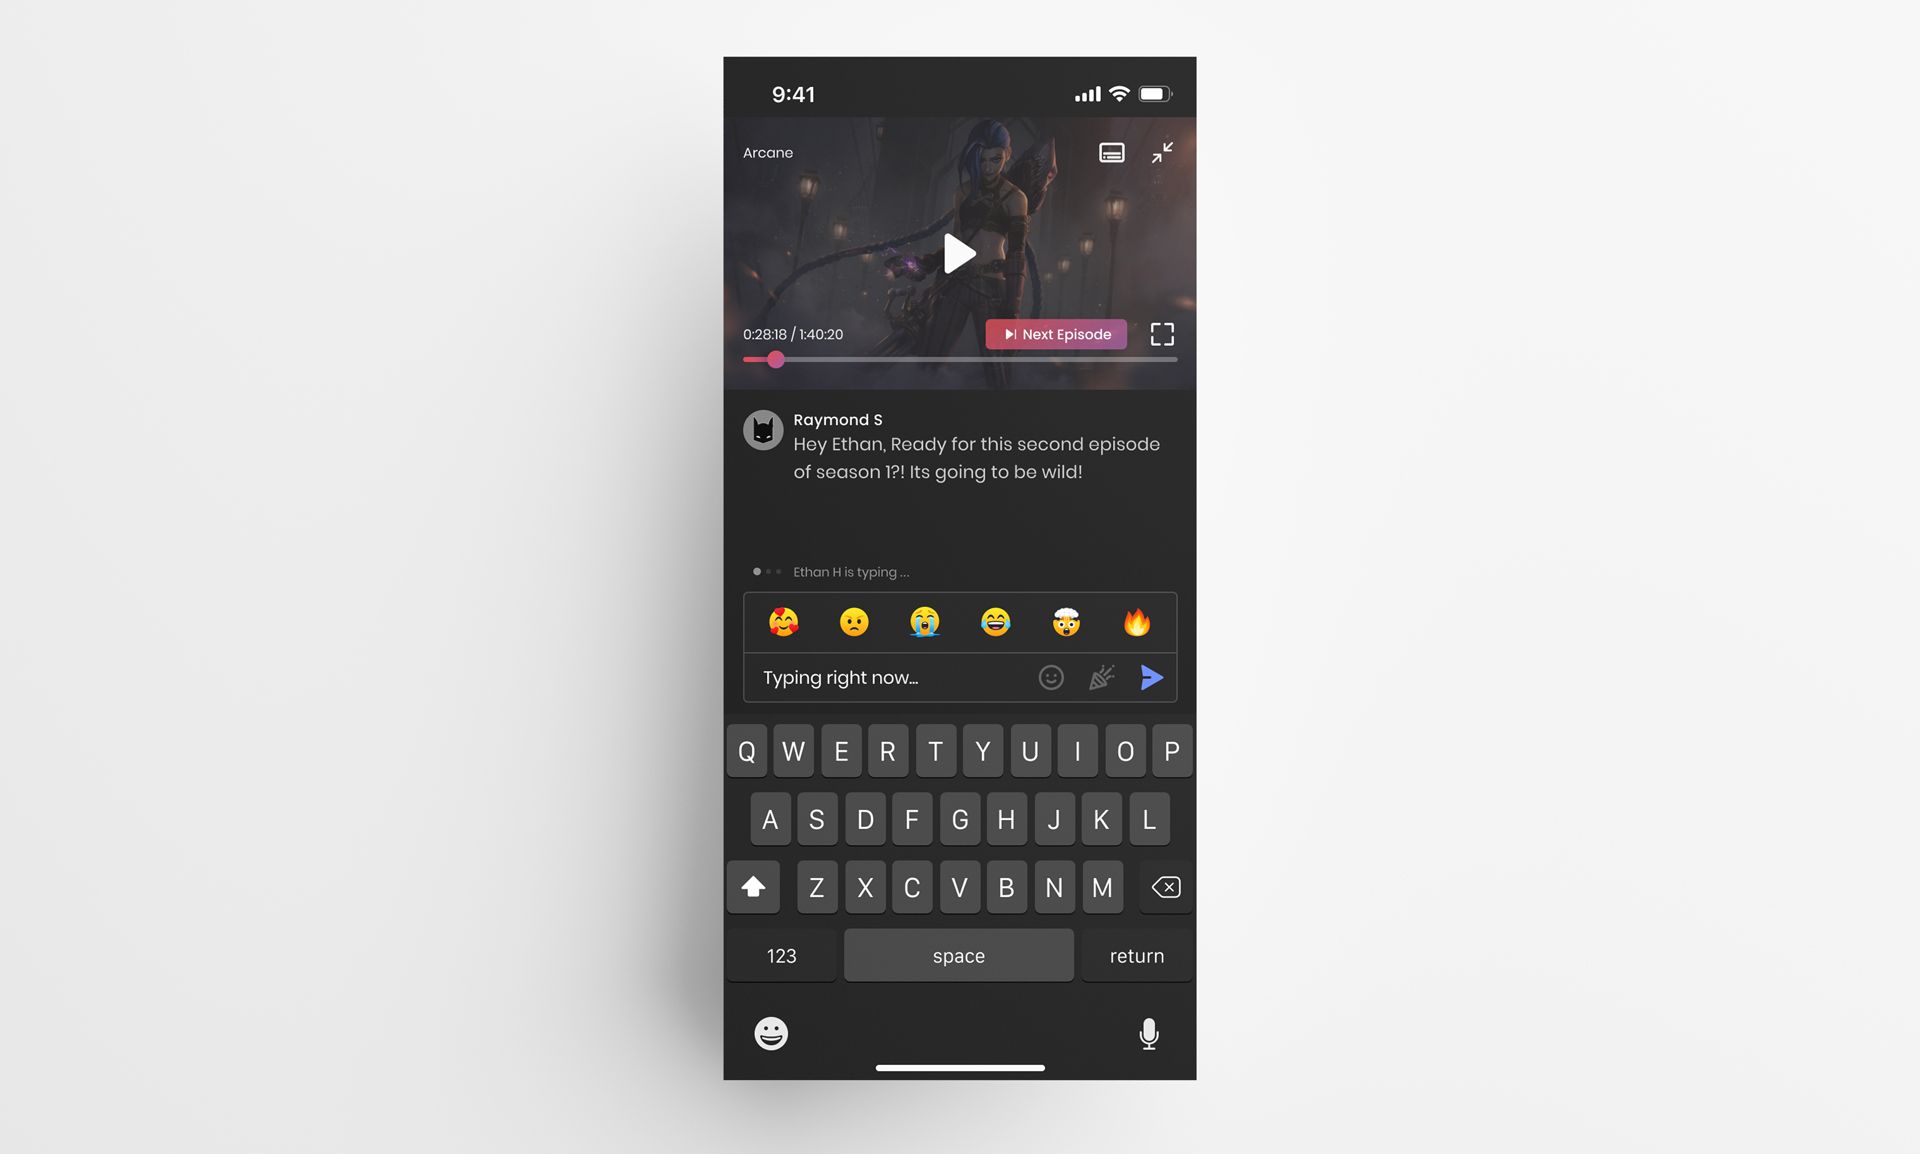 9:41
Arcane
0:28:18 / 1:40:20
Next Episode
Raymond S
Hey Ethan, Ready for this second episode
of season 1?! Its going to be wild!
Ethan H is typing ...
Typing right now...
Q W E R T Y U I O P
A S D F G H J K L
Z X C V B N M
123 space return